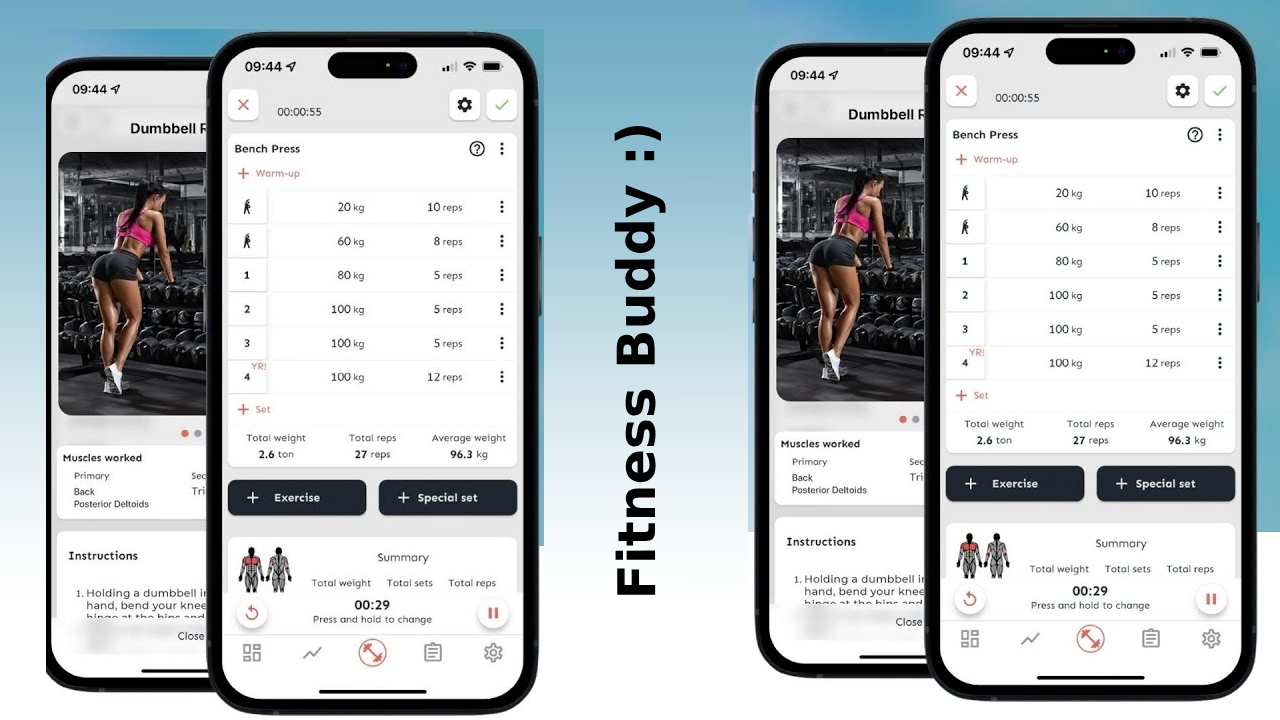 09:44
Dumbbell R
Muscles worked
Primary
Sec
Back
Tri
Posterior Deltoids
Instructions
1. Holding a dumbbell in
hand, bend your knee
hinge at the hips and
Close
09:44
00:00:55
Bench Press
+ Warm-up
20 kg 10 reps
60 kg 8 reps
1 80 kg 5 reps
2 100 kg 5 reps
3 100 kg 5 reps
YR!
4 100 kg 12 reps
+ Set
Total weight Total reps Average weight
2.6 ton 27 reps 96.3 kg
+ Exercise + Special set
Summary
Total weight Total sets Total reps
00:29
Press and hold to change
Fitness Buddy :)
09:44
Dumbbell R
Muscles worked
Primary
Sec
Back
Tri
Posterior Deltoids
Instructions
1. Holding a dumbbell in
hand, bend your knee
hinge at the hips and
Close
09:44
00:00:55
Bench Press
+ Warm-up
20 kg 10 reps
60 kg 8 reps
1 80 kg 5 reps
2 100 kg 5 reps
3 100 kg 5 reps
YR!
4 100 kg 12 reps
+ Set
Total weight Total reps Average weight
2.6 ton 27 reps 96.3 kg
+ Exercise + Special set
Summary
Total weight Total sets Total reps
00:29
Press and hold to change